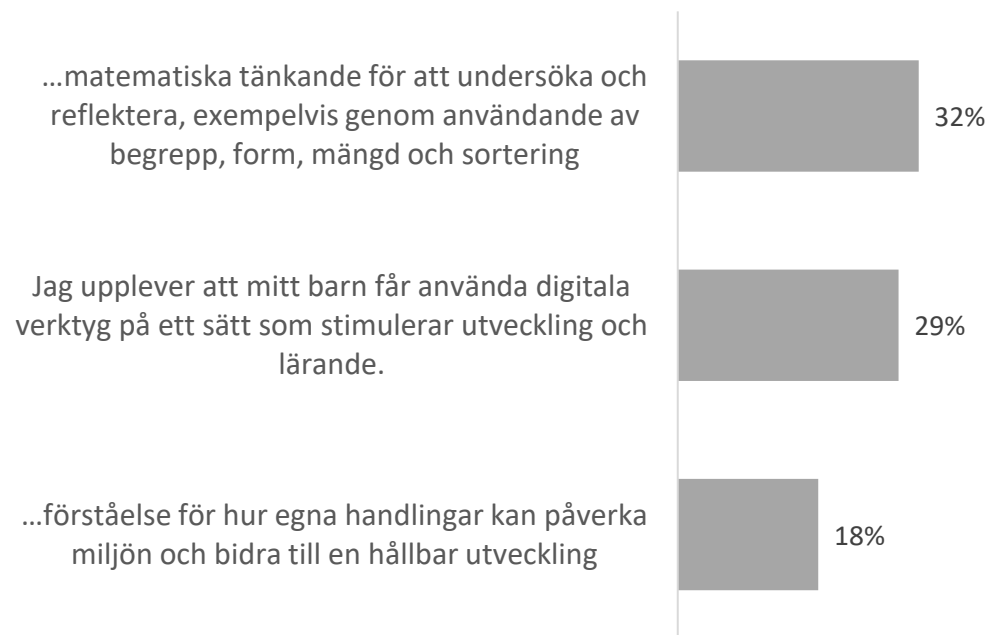 ...matematiska tänkande för att undersöka och
reflektera, exempelvis genom användande av
begrepp, form, mängd och sortering
32%
Jag upplever att mitt barn får använda digitala
verktyg på ett sätt som stimulerar utveckling och
lärande.
29%
...förståelse för hur egna handlingar kan påverka
miljön och bidra till en hållbar utveckling
18%